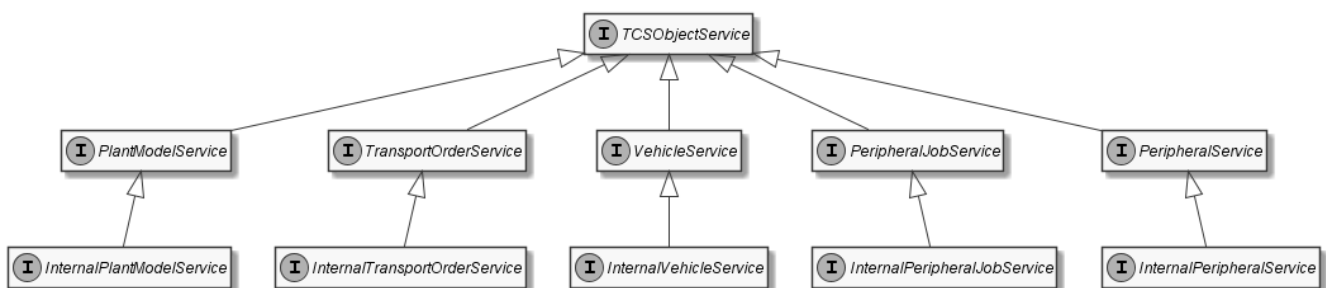 I TCSObjectService
I PlantModelService
I TransportOrderService
I VehicleService
I PeripheralJobService
I PeripheralService
I InternalPlantModelService
I InternalTransportOrderService
I InternalVehicleService
I InternalPeripheralJobService
I InternalPeripheralService